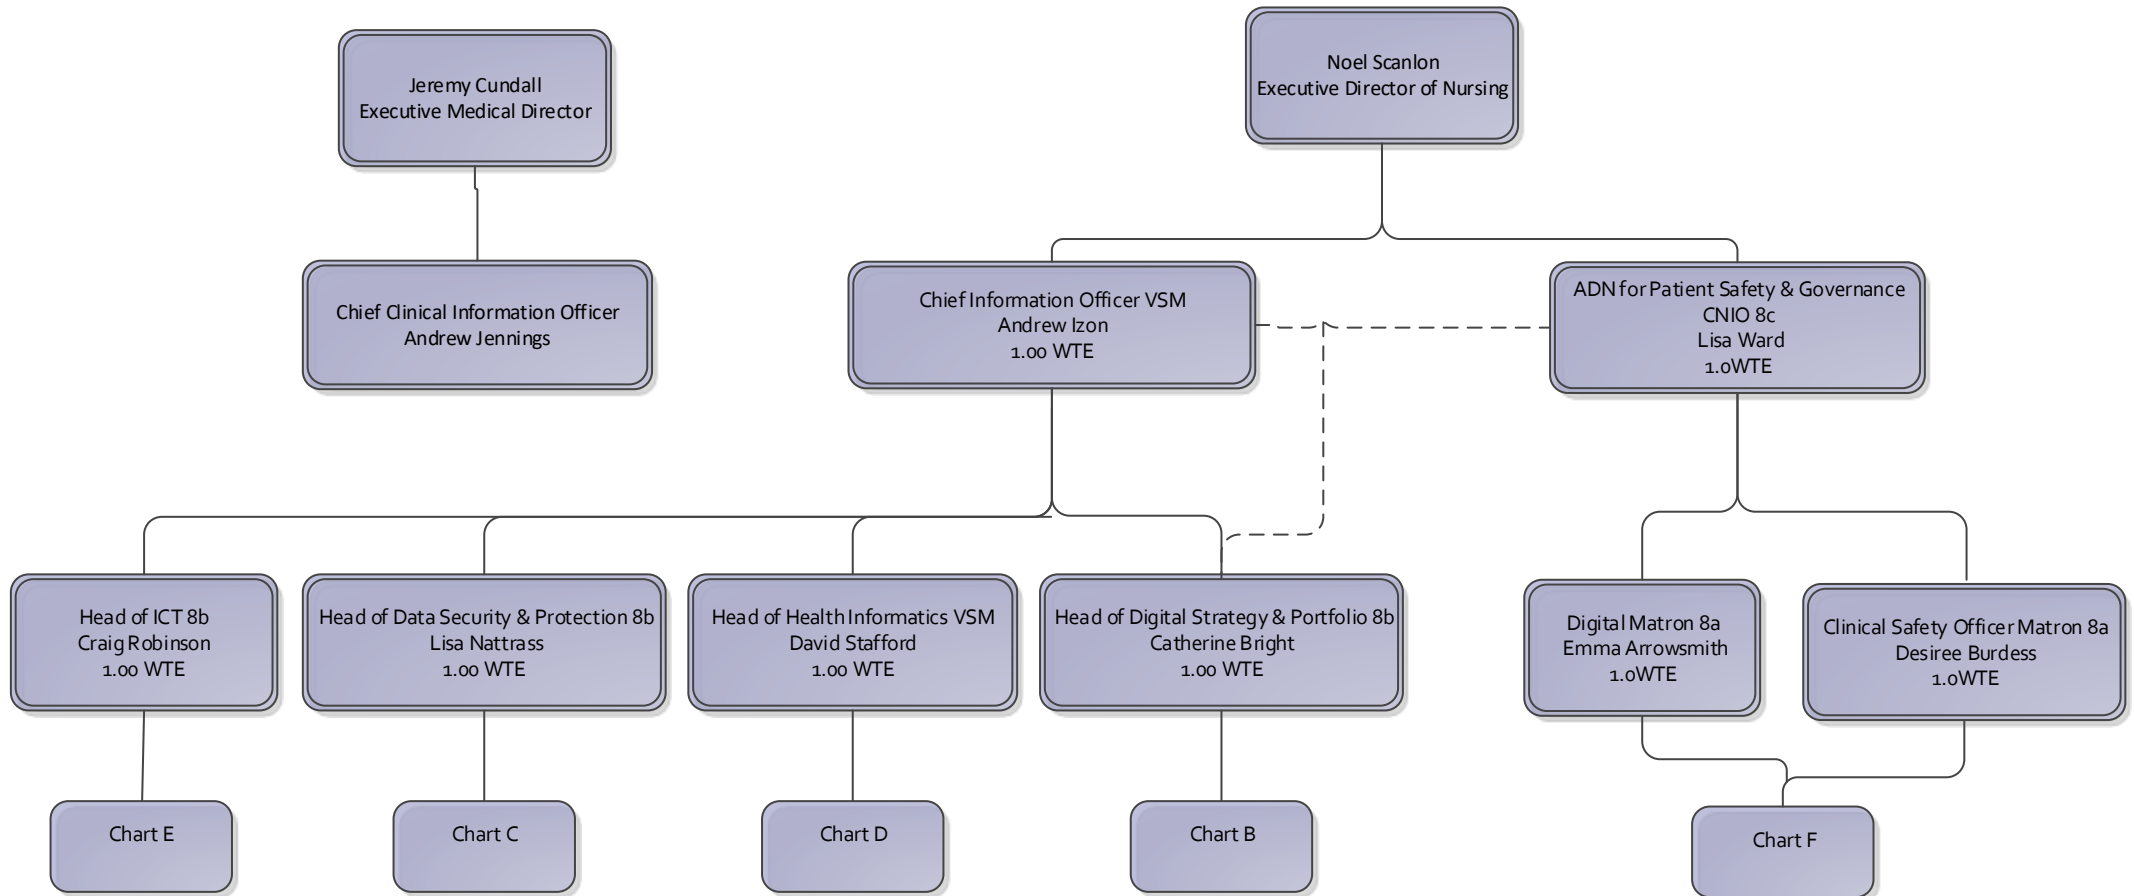 Jeremy Cundall
Executive Medical Director
Noel Scanlon
Executive Director of Nursing
Chief Clinical Information Officer
Andrew Jennings
Chief Information Officer VSM
Andrew Izon
1.00 WTE
ADN for Patient Safety & Governance
CNIO 8c
Lisa Ward
1.0WTE
Head of ICT 8b
Craig Robinson
1.00 WTE
Head of Data Security & Protection 8b
Lisa Nattrass
1.00 WTE
Head of Health Informatics VSM
David Stafford
1.00 WTE
Head of Digital Strategy & Portfolio 8b
Catherine Bright
1.00 WTE
Digital Matron 8a
Emma Arrowsmith
1.0WTE
Clinical Safety Officer Matron 8a
Desiree Burdess
1.0WTE
Chart E
Chart C
Chart D
Chart B
Chart F